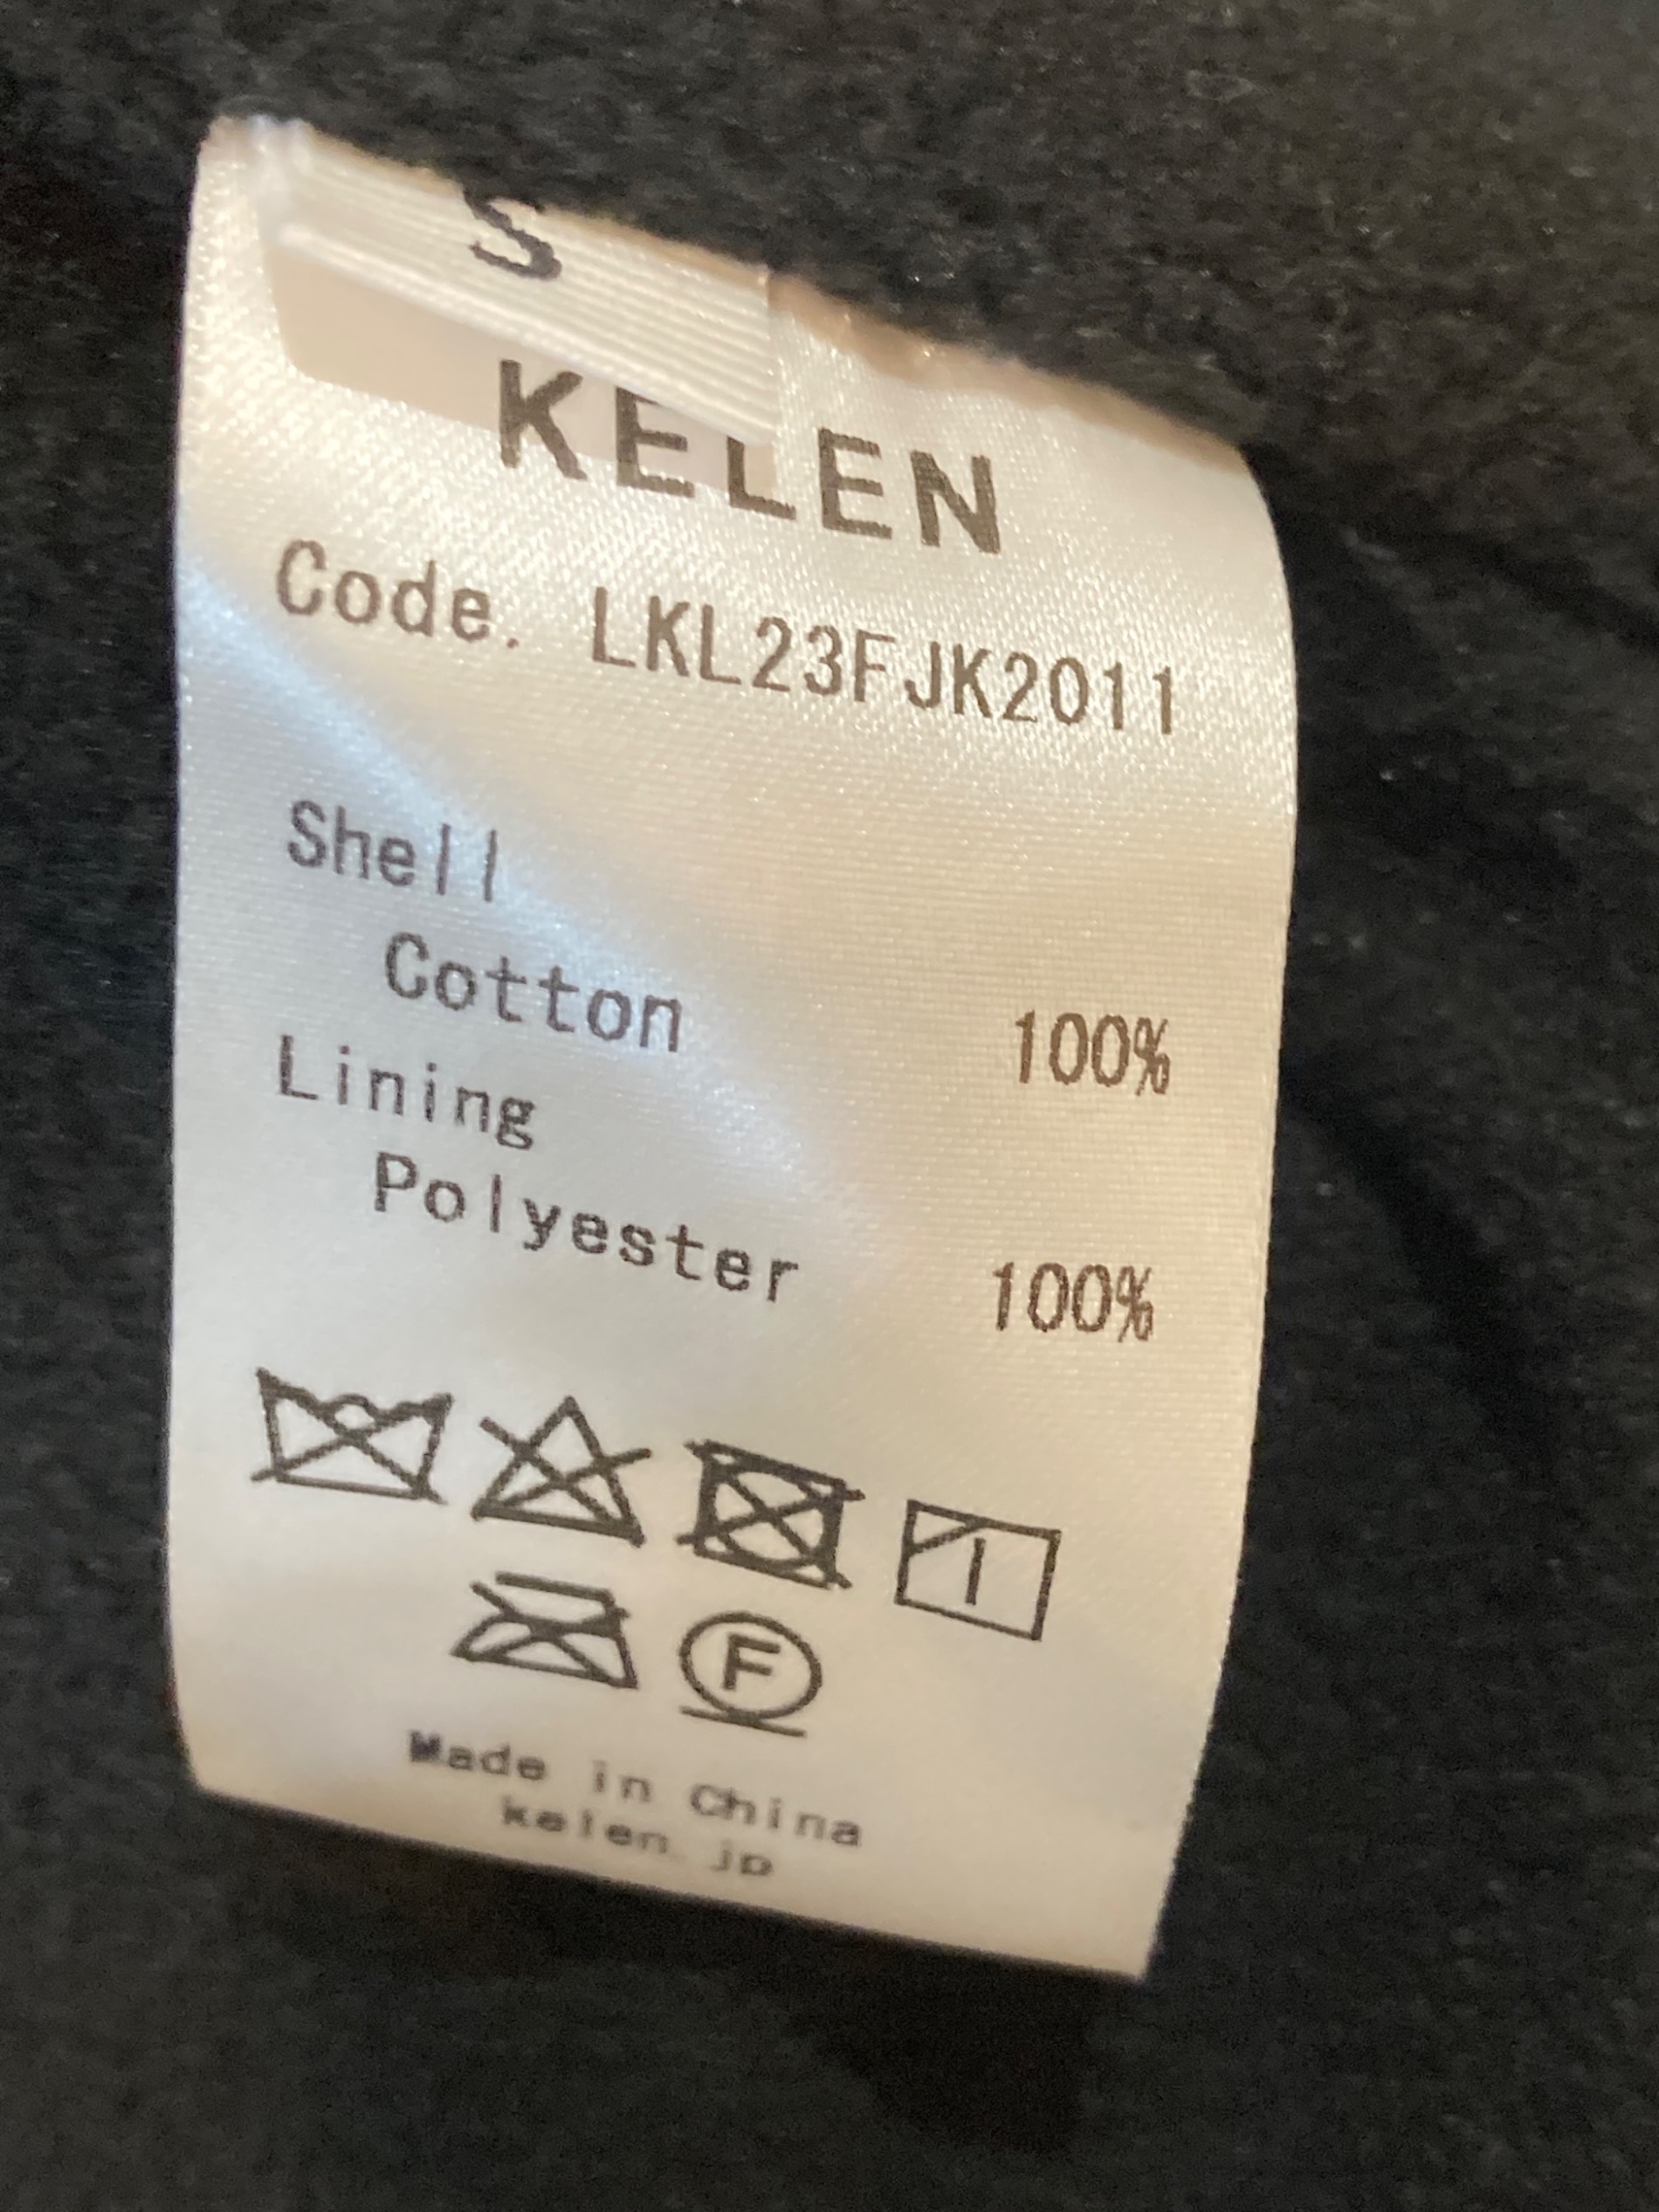 S
KELEN
Code. LKL23FJK2011
Shell
Cotton 100%
Lining
Polyester 100%
F
Made in China
kelen.jp